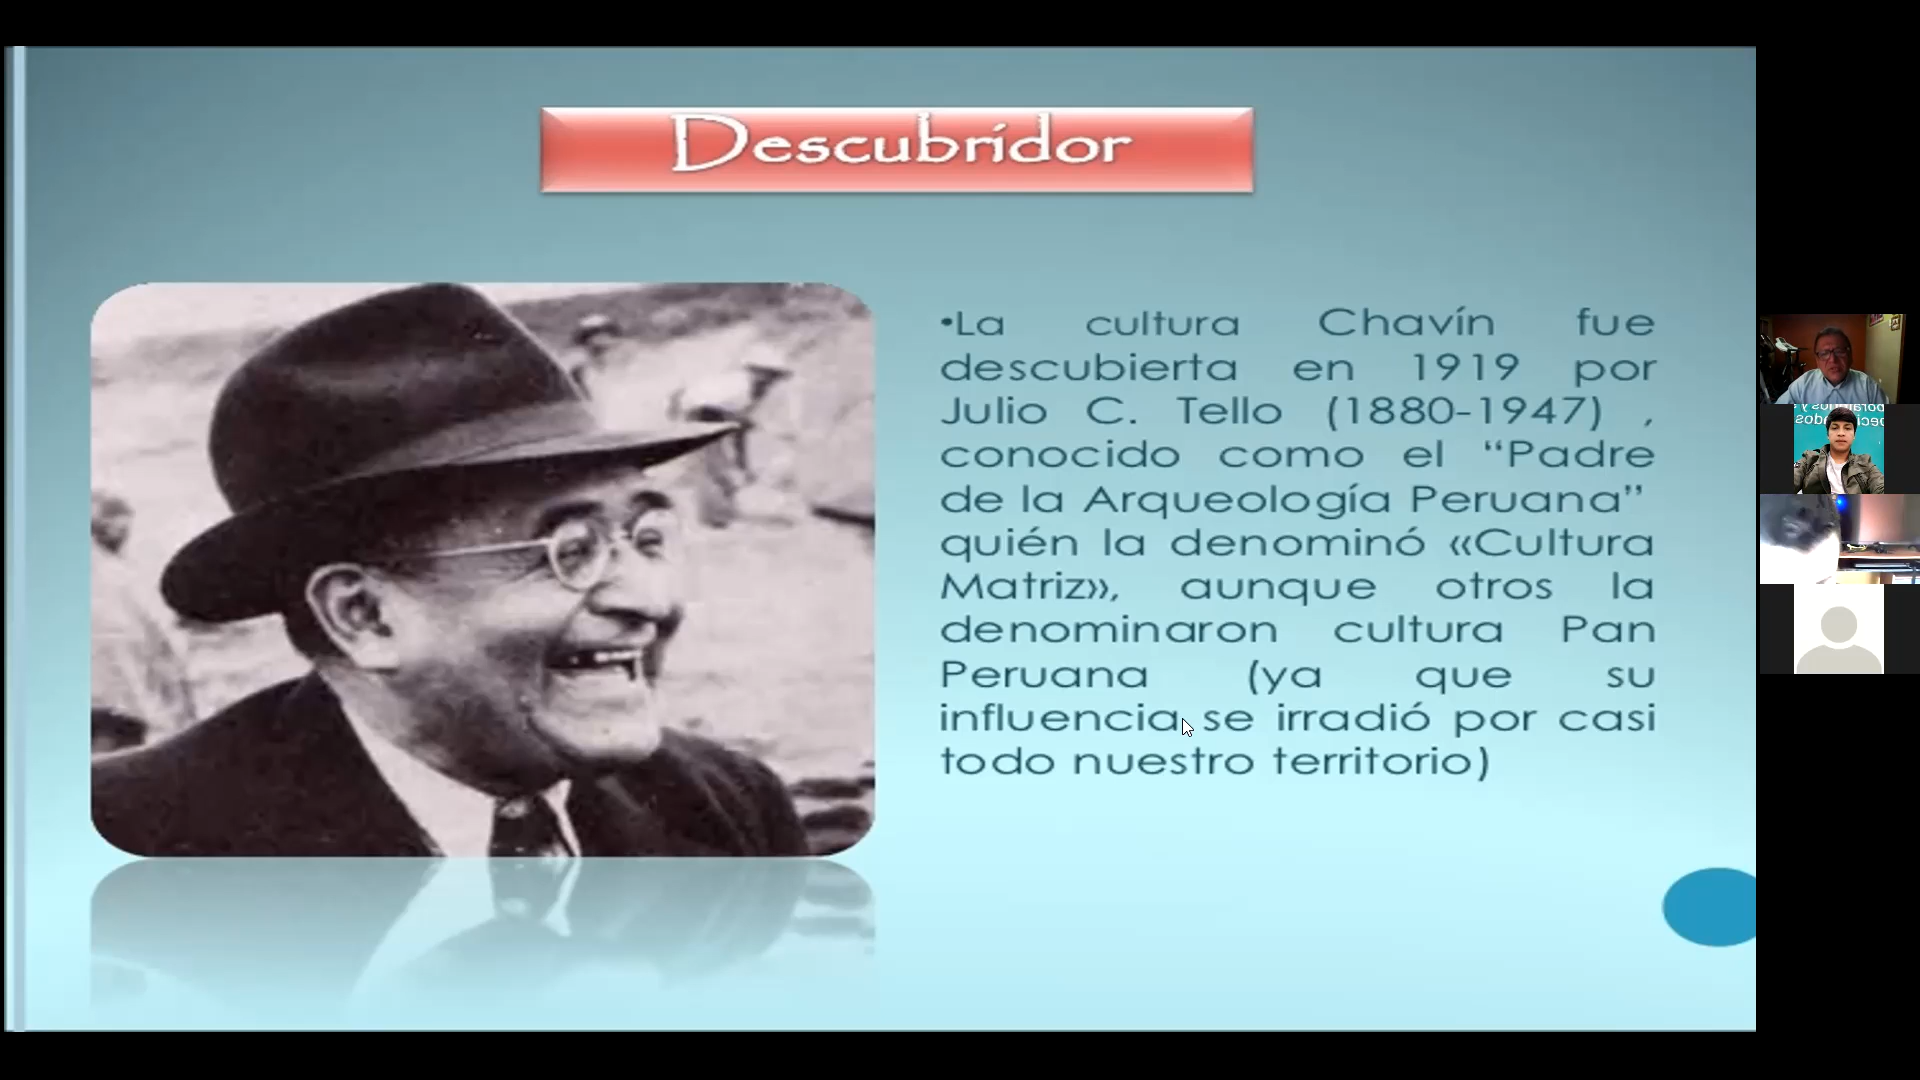 Descubridor
•La cultura Chavín fue
descubierta en 1919 por
Julio C. Tello (1880-1947) ,
conocido como el “Padre
de la Arqueología Peruana”
quién la denominó «Cultura
Matriz», aunque otros la
denominaron cultura Pan
Peruana (ya que su
influencia se irradió por casi
todo nuestro territorio)